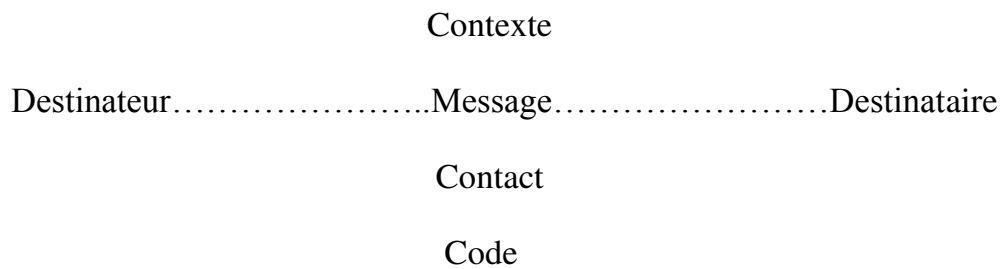 Contexte
Destinateur…………………..Message……………………Destinataire
Contact
Code